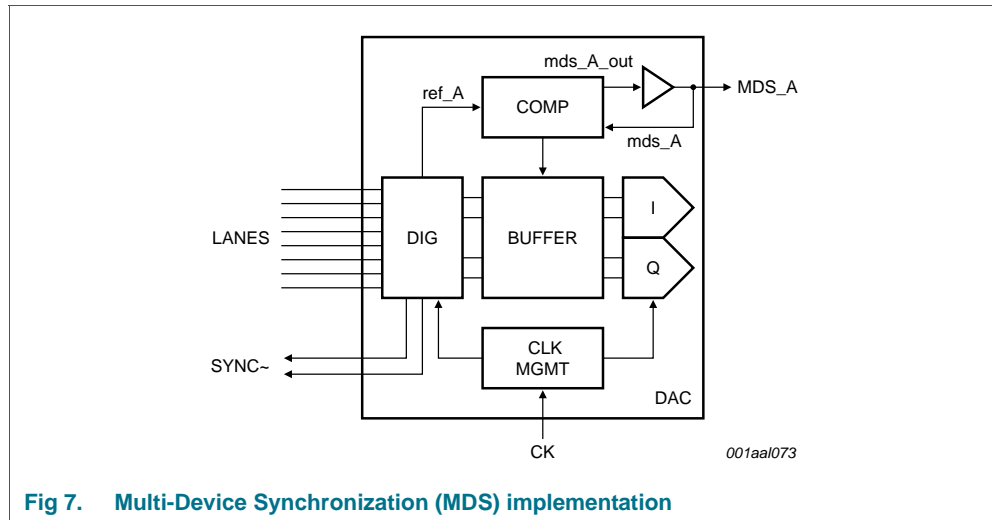 mds_A_out
MDS_A
ref_A
COMP
mds_A
LANES
DIG
BUFFER
I
Q
SYNC~
CLK
MGMT
DAC
CK
001aal073
Fig 7. Multi-Device Synchronization (MDS) implementation